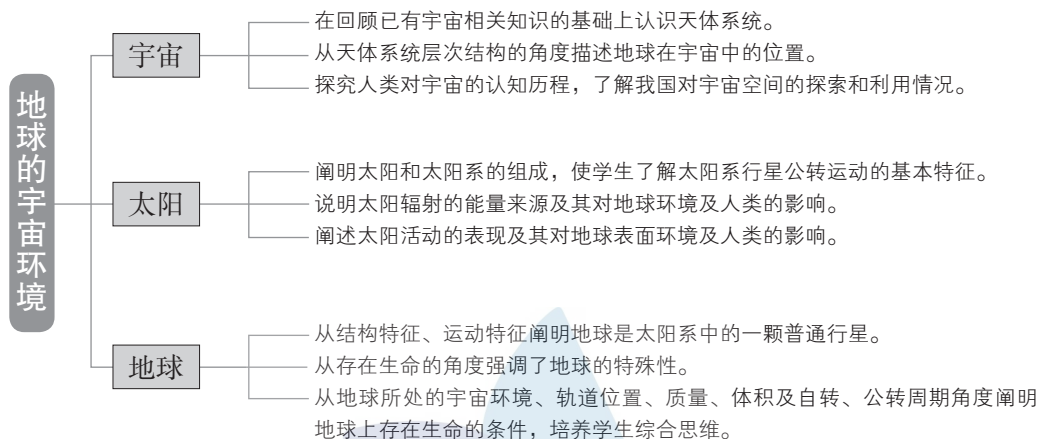 地球的宇宙环境
宇宙
在回顾已有宇宙相关知识的基础上认识天体系统。
从天体系统层次结构的角度描述地球在宇宙中的位置。
探究人类对宇宙的认知历程，了解我国对宇宙空间的探索和利用情况。
太阳
阐明太阳和太阳系的组成，使学生了解太阳系行星公转运动的基本特征。
说明太阳辐射的能量来源及其对地球环境及人类的影响。
阐述太阳活动的表现及其对地球表面环境及人类的影响。
地球
从结构特征、运动特征阐明地球是太阳系中的一颗普通行星。
从存在生命的角度强调了地球的特殊性。
从地球所处的宇宙环境、轨道位置、质量、体积及自转、公转周期角度阐明
地球上存在生命的条件，培养学生综合思维。